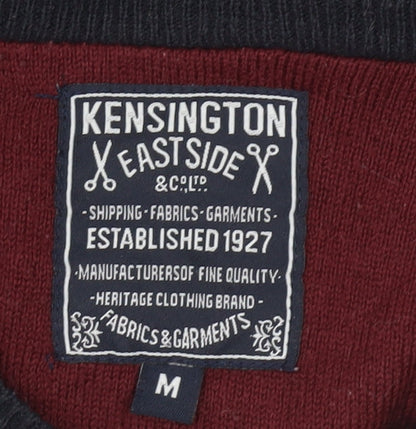 KENSINGTON
EASTSIDE
&CO,LTD.
-SHIPPING-FABRICS-GARMENTS-
ESTABLISHED 1927
·MANUFACTURERSOF FINE QUALITY·
-HERITAGE CLOTHING BRAND-
FABRICS&GARMENTS
M